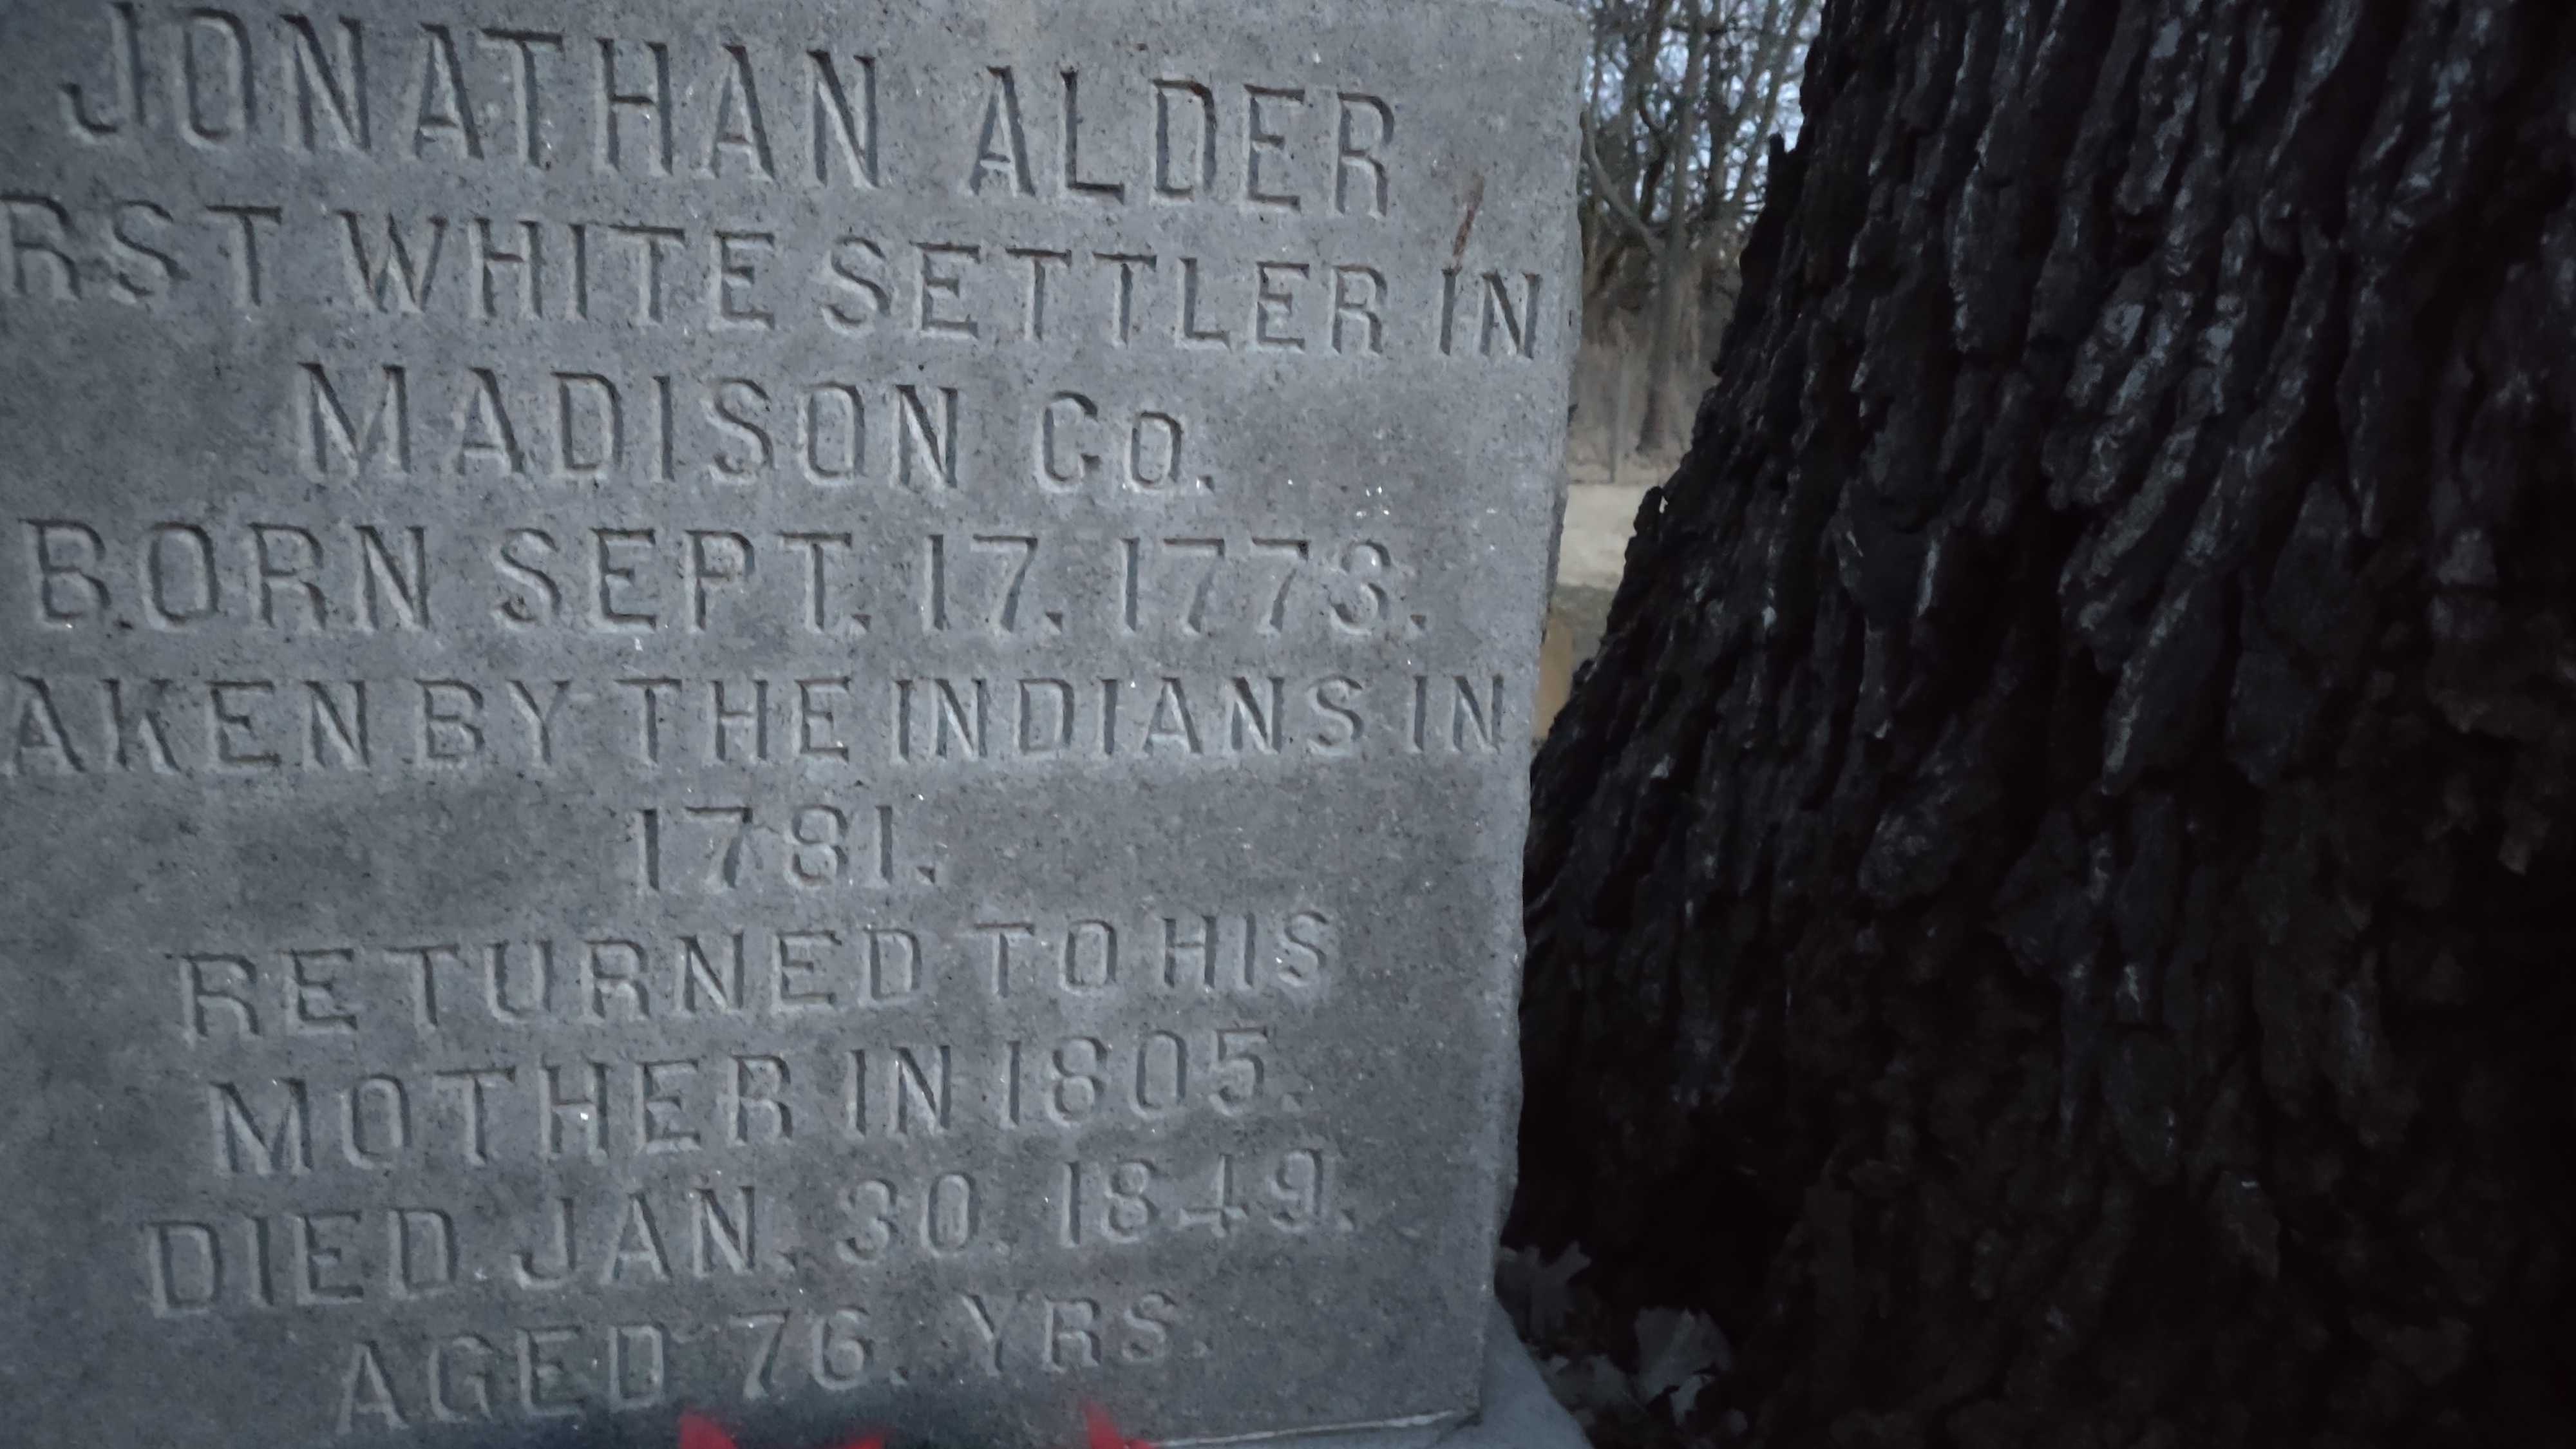 JONATHAN ALDER
RST WHITE SETTLER IN
MADISON CO.
BORN SEPT. 17. 1773.
AKEN BY THE INDIANS IN
1781.
RETURNED TO HIS
MOTHER IN 1805.
DIED JAN. 30. 1849.
AGED 76. YRS.